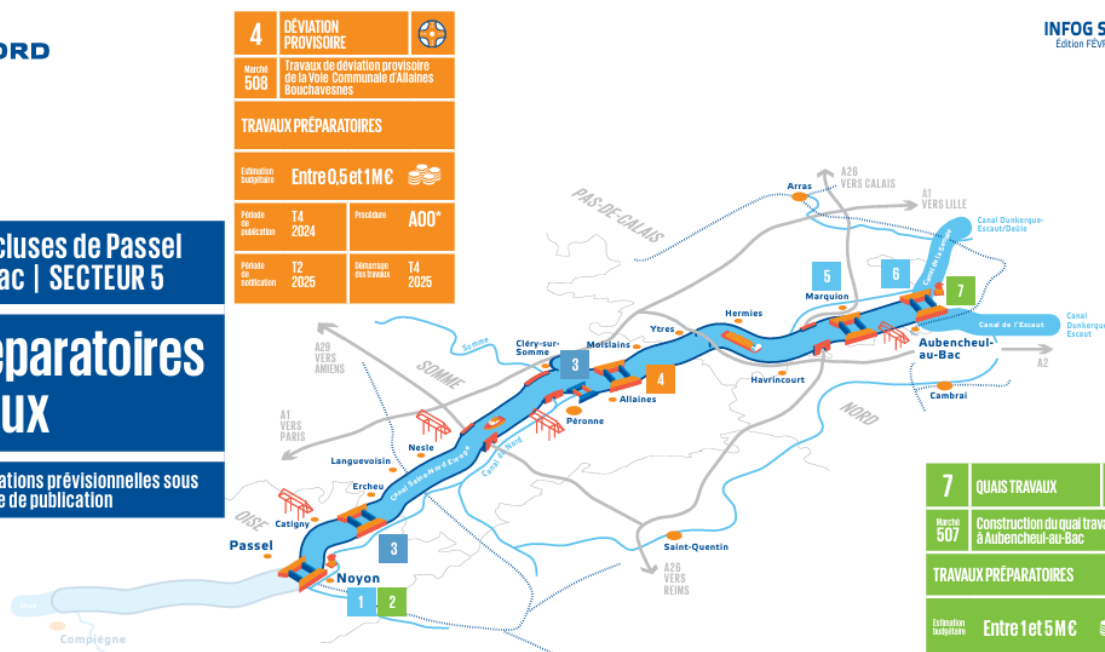 ORD
INFOG S
Édition FÉVR
4
DÉVIATION
PROVISOIRE
Marché
508
Travaux de déviation provisoire
de la Voie Communale d'Allaines
Bouchavesnes
TRAVAUX PRÉPARATOIRES
Estimation
budgétaire
Entre 0,5 et 1 M€
Période
de
publication
T4
2024
Procédure
AOO*
Période
de
notification
T2
2025
Démarrage
des travaux
T4
2025
cluses de Passel
ac | SECTEUR 5
éparatoires
ux
ations prévisionnelles sous
e de publication
A26
VERS CALAIS
Arras
A1
VERS LILLE
PAS-DE-CALAIS
Canal Dunkerque-
Escaut/Deûle
Canal de la Sensée
5
6
7
Marquion
Hermies
Ytres
Canal de l'Escaut
Canal
Dunkerque
Escaut
Aubencheul-
au-Bac
A2
A29
VERS
AMIENS
Somme
Cléry-sur-
Somme
Moislains
3
4
SOMME
Havrincourt
Allaines
Cambrai
Péronne
NORD
A1
VERS
PARIS
Nesle
Canal du Nord
Languevoisin
Canal Seine-Nord Europe
Ercheu
OISE
Catigny
Passel
3
Saint-Quentin
Noyon
A26
VERS
REIMS
1
2
Oise
Compiègne
7
QUAIS TRAVAUX
Marché
507
Construction du quai trava
à Aubencheul-au-Bac
TRAVAUX PRÉPARATOIRES
Estimation
budgétaire
Entre 1 et 5 M€